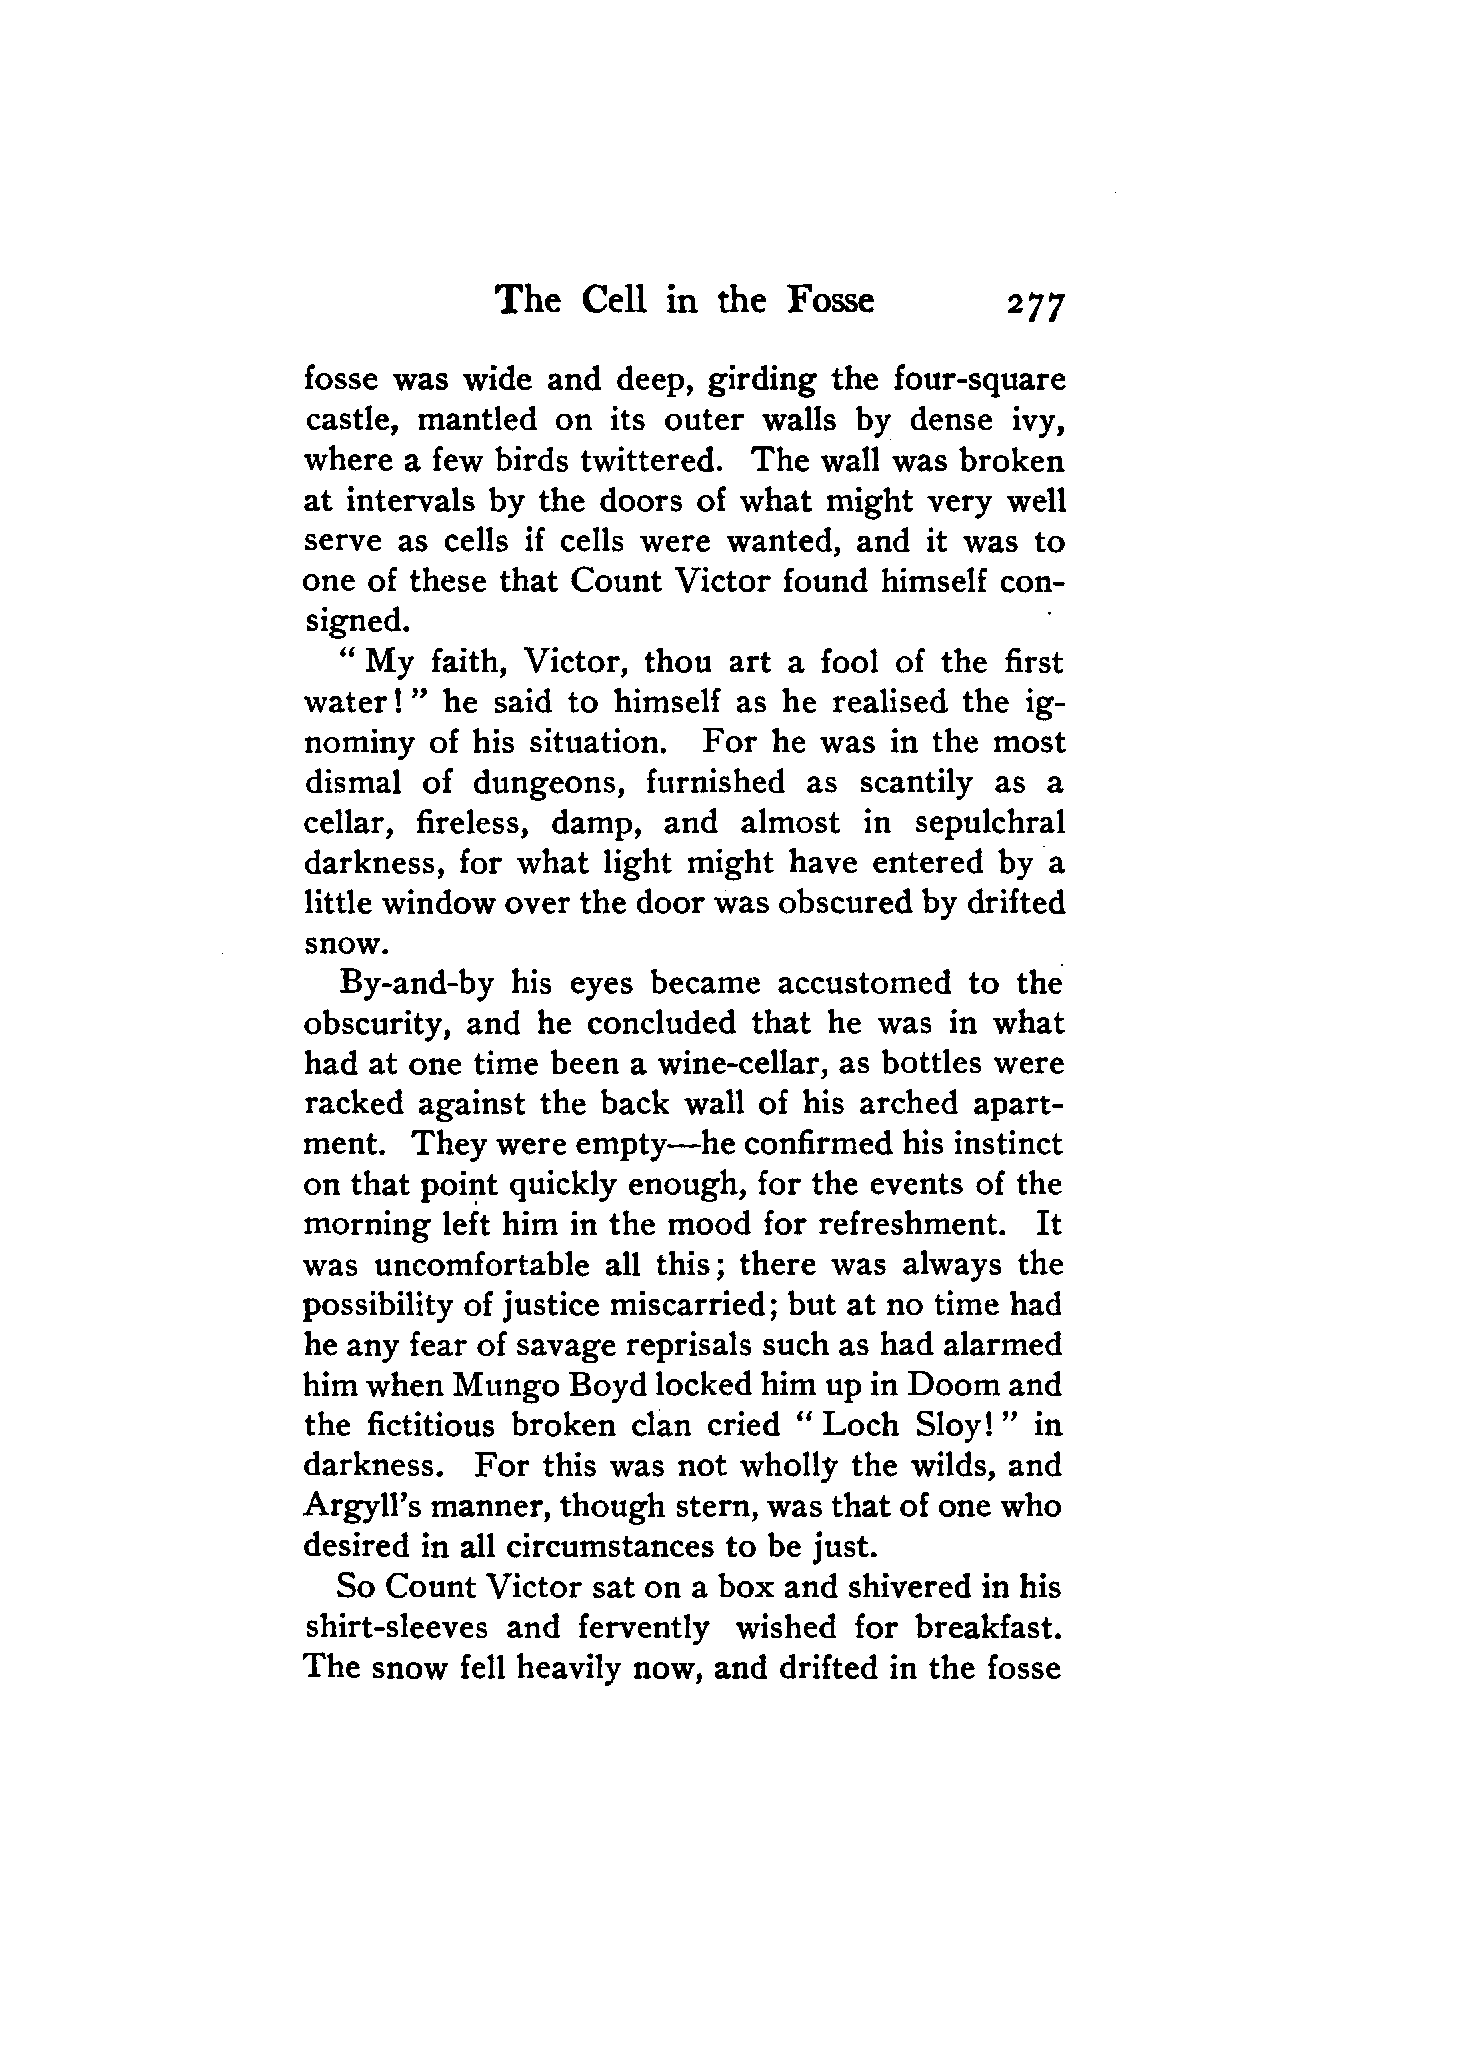 The Cell in the Fosse 277
fosse was wide and deep, girding the four-square
castle, mantled on its outer walls by dense ivy,
where a few birds twittered. The wall was broken
at intervals by the doors of what might very well
serve as cells if cells were wanted, and it was to
one of these that Count Victor found himself con-
signed.
“ My faith, Victor, thou art a fool of the first
water! ” he said to himself as he realised the ig-
nominy of his situation. For he was in the most
dismal of dungeons, furnished as scantily as a
cellar, fireless, damp, and almost in sepulchral
darkness, for what light might have entered by a
little window over the door was obscured by drifted
snow.
By-and-by his eyes became accustomed to the
obscurity, and he concluded that he was in what
had at one time been a wine-cellar, as bottles were
racked against the back wall of his arched apart-
ment. They were empty—he confirmed his instinct
on that point quickly enough, for the events of the
morning left him in the mood for refreshment. It
was uncomfortable all this; there was always the
possibility of justice miscarried; but at no time had
he any fear of savage reprisals such as had alarmed
him when Mungo Boyd locked him up in Doom and
the fictitious broken clan cried “ Loch Sloy! ” in
darkness. For this was not wholly the wilds, and
Argyll’s manner, though stern, was that of one who
desired in all circumstances to be just.
So Count Victor sat on a box and shivered in his
shirt-sleeves and fervently wished for breakfast.
The snow fell heavily now, and drifted in the fosse